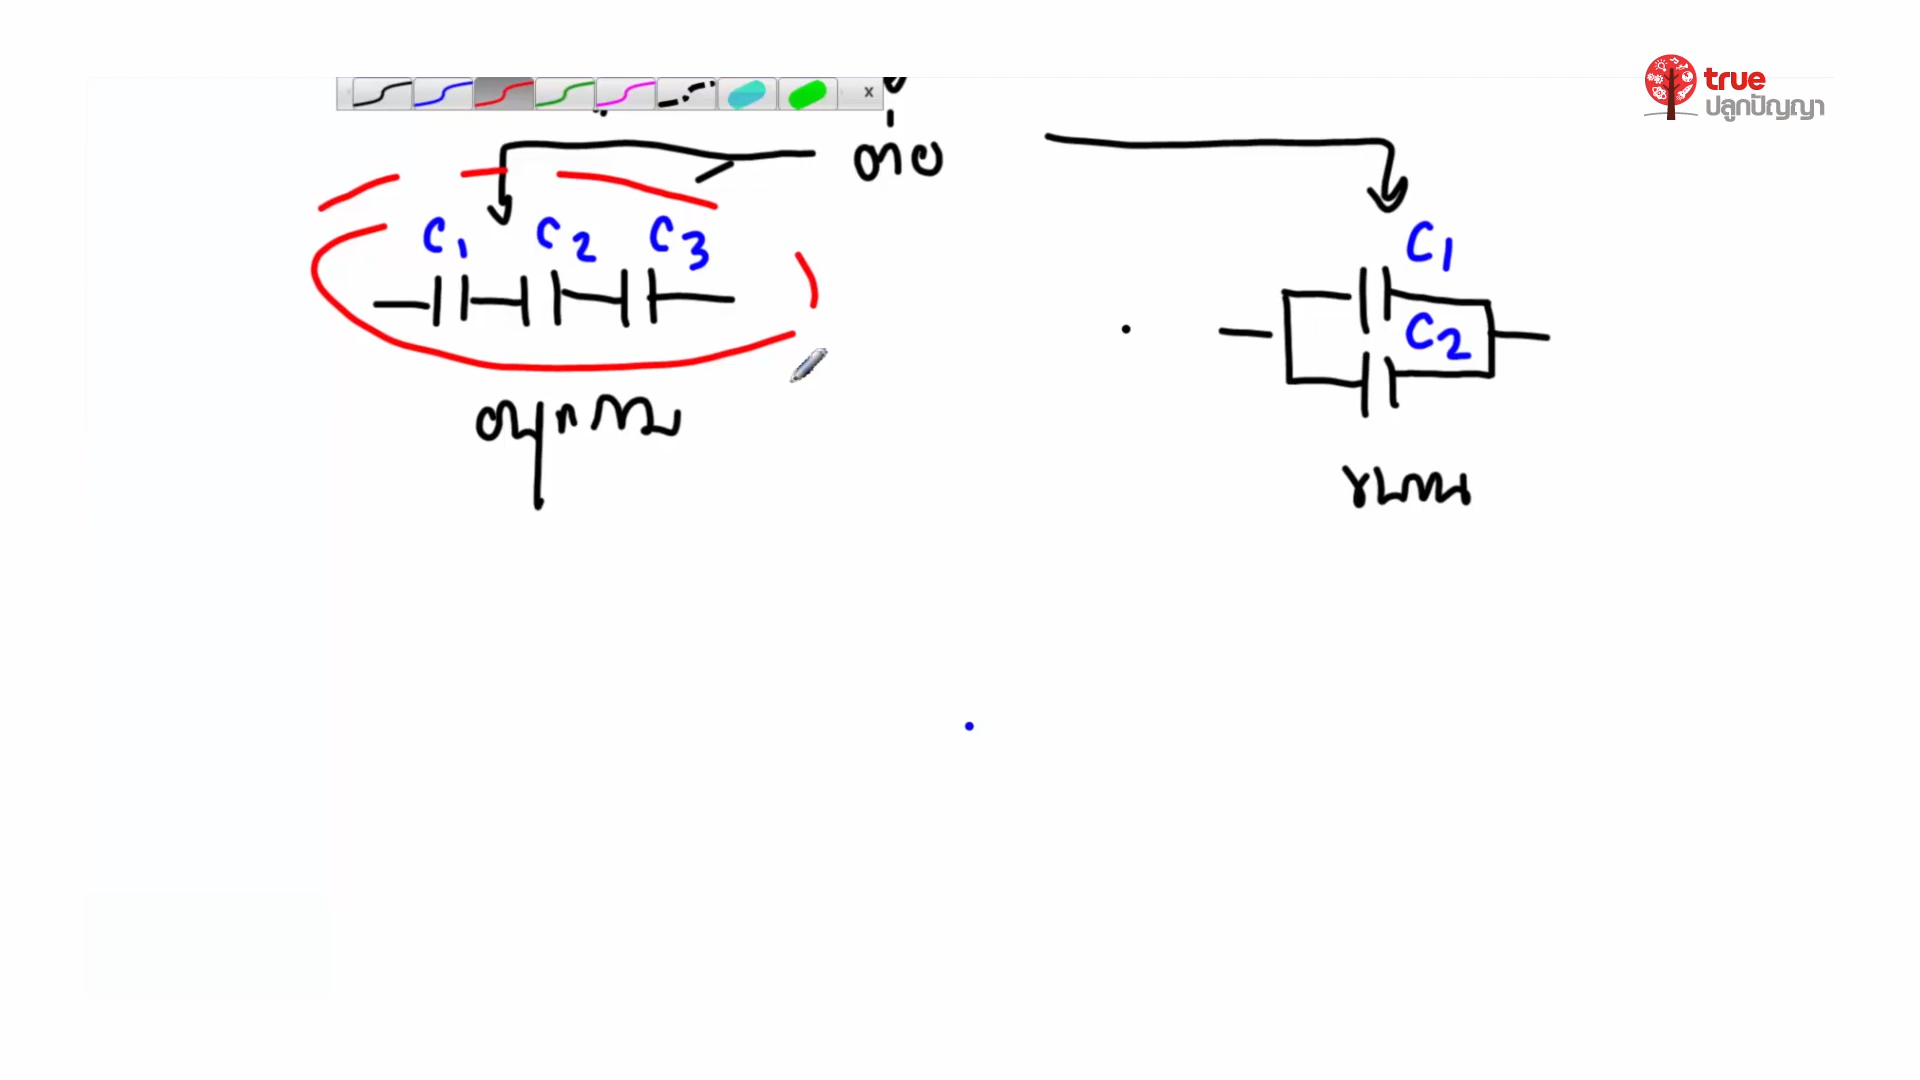 true
ปลูกปัญญา
ต่อ
C1 C2 C3
C1
C2
อนุกรม
ขนาน